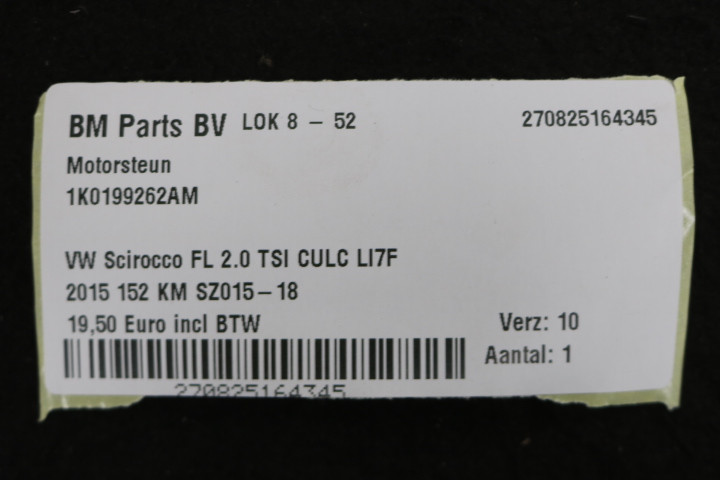 BM Parts BV LOK 8 - 52 270825164345
Motorsteun
1K0199262AM
VW Scirocco FL 2.0 TSI CULC LI7F
2015 152 KM SZ015-18
19,50 Euro incl BTW Verz: 10
Aantal: 1
270825164345